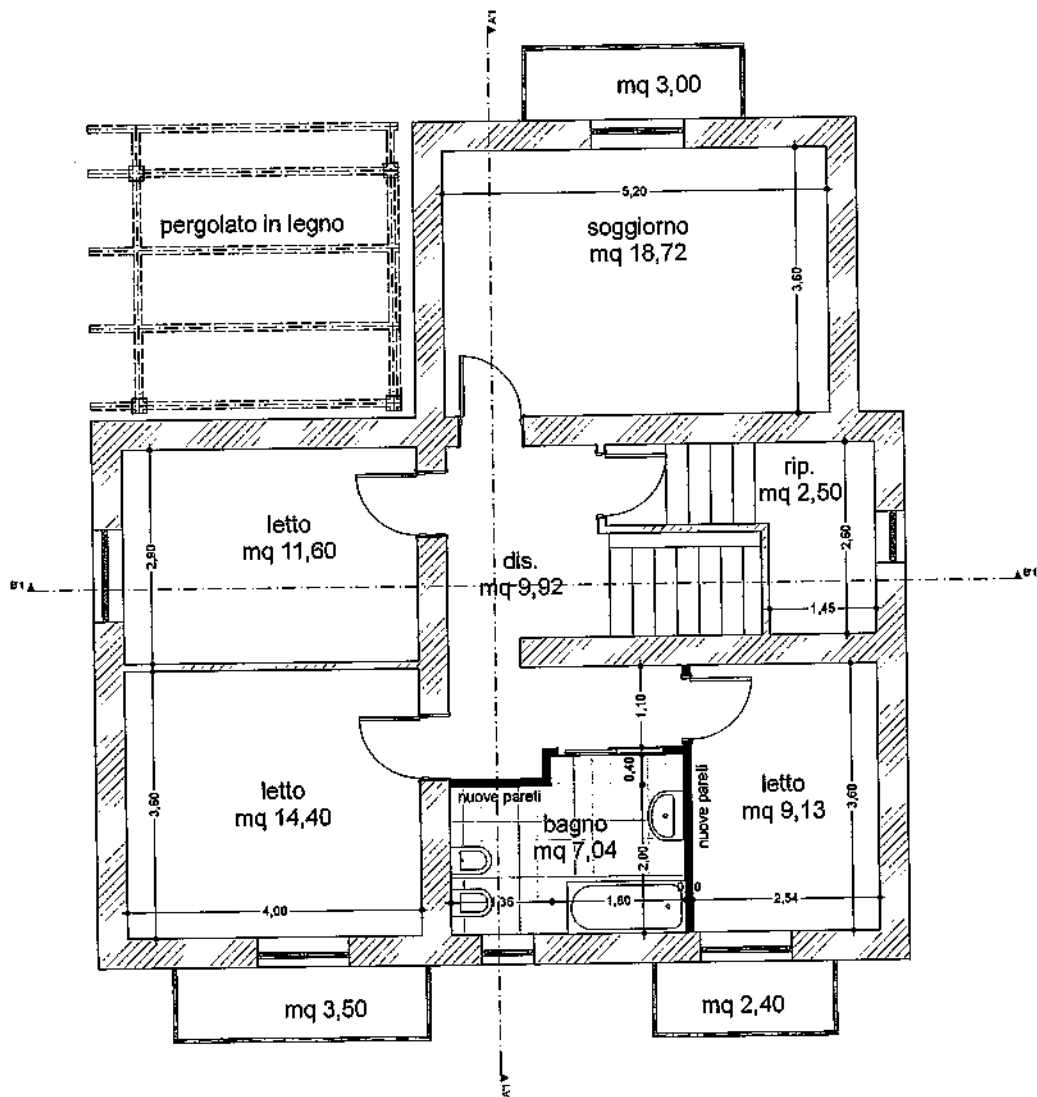 A1
mq 3,00
5,20
pergolato in legno
soggiorno
mq 18,72
3,60
rip.
mq 2,50
letto
mq 11,60
2,60
dis.
mq 9,92
2,60
B1
B1
1,45
1,10
0,40
nuove pareti
letto
mq 14,40
3,60
bagno
mq 7,04
2,00
nuove pareti
letto
mq 9,13
3,60
4,00
1,60
2,54
mq 3,50
mq 2,40
A1